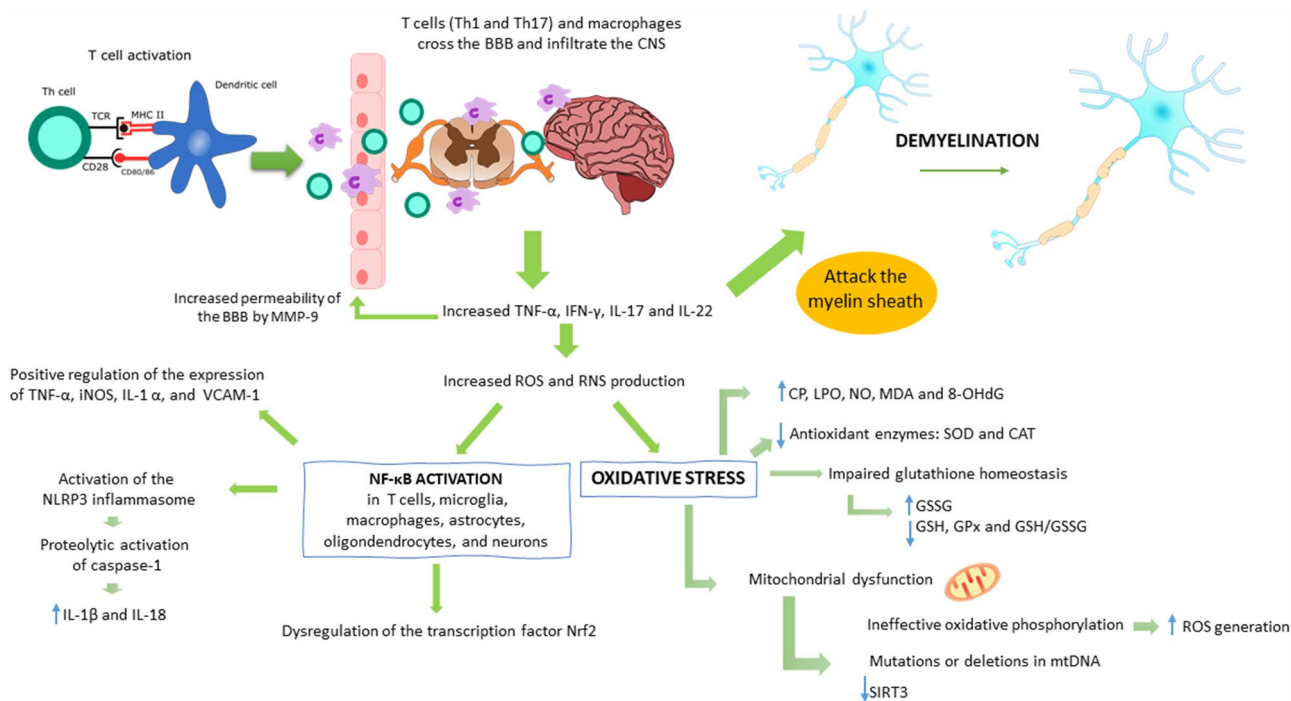 T cells (Th1 and Th17) and macrophages
cross the BBB and infiltrate the CNS
T cell activation
Dendritic cell
Th cell
TCR
MHC II
CD28
CD80/86
DEMYELINATION
Attack the
myelin sheath
Increased permeability of
the BBB by MMP-9
Increased TNF-α, IFN-γ, IL-17 and IL-22
Positive regulation of the expression
of TNF-α, iNOS, IL-1 α, and VCAM-1
Increased ROS and RNS production
CP, LPO, NO, MDA and 8-OHdG
Antioxidant enzymes: SOD and CAT
NF-κB ACTIVATION
in T cells, microglia,
macrophages, astrocytes,
oligondendrocytes, and neurons
OXIDATIVE STRESS
Impaired glutathione homeostasis
GSSG
GSH, GPx and GSH/GSSG
Activation of the
NLRP3 inflammasome
Proteolytic activation
of caspase-1
IL-1β and IL-18
Mitochondrial dysfunction
Dysregulation of the transcription factor Nrf2
Ineffective oxidative phosphorylation
ROS generation
Mutations or deletions in mtDNA
SIRT3